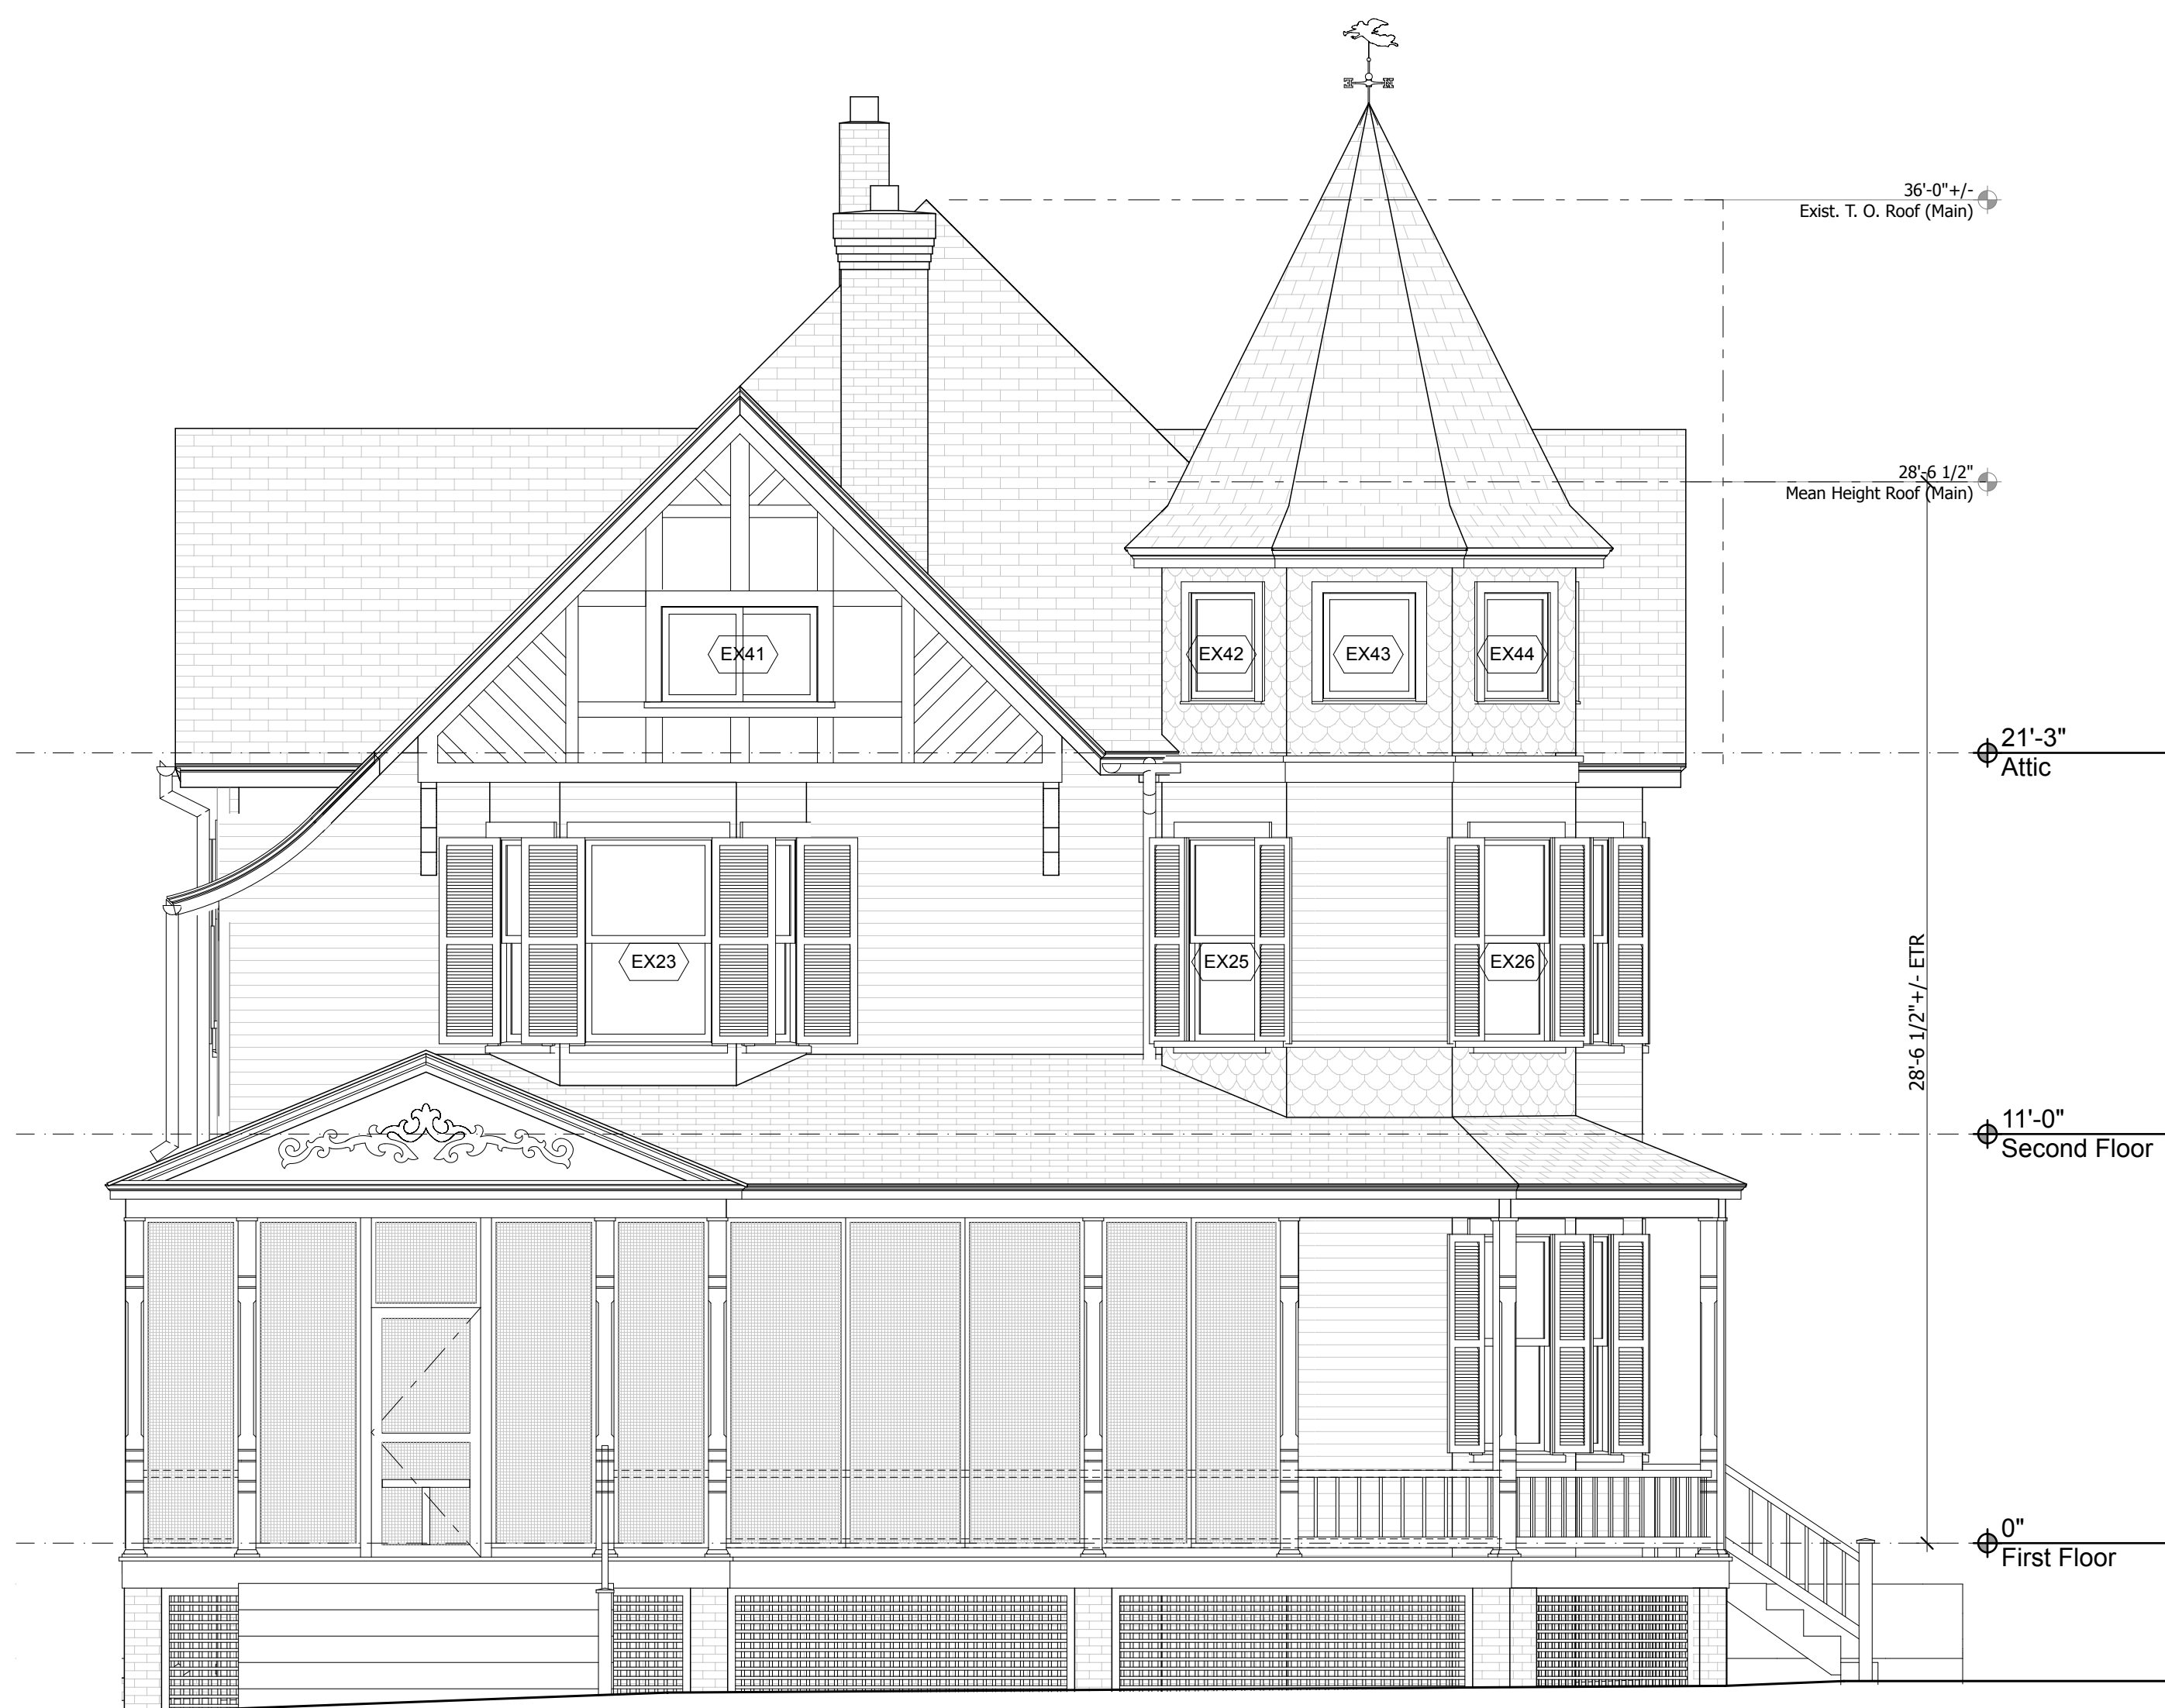 36'-0"+/-
Exist. T. O. Roof (Main)
28'-6 1/2"
Mean Height Roof (Main)
EX41
EX42
EX43
EX44
21'-3"
Attic
EX23
EX25
EX26
28'-6 1/2"+/- ETR
11'-0"
Second Floor
0"
First Floor